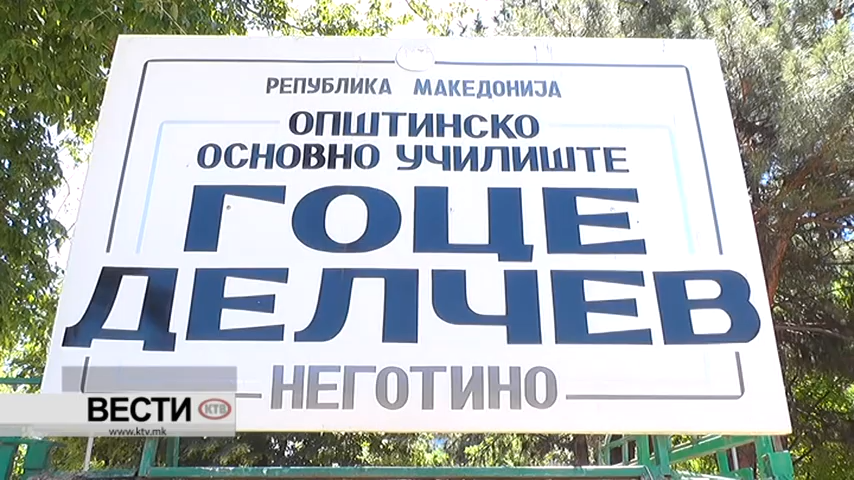 РЕПУБЛИКА МАКЕДОНИЈА
ОПШТИНСКО
ОСНОВНО УЧИЛИШТЕ
ГОЦЕ
ДЕЛЧЕВ
НЕГОТИНО
ВЕСТИ КТВ
www.ktv.mk